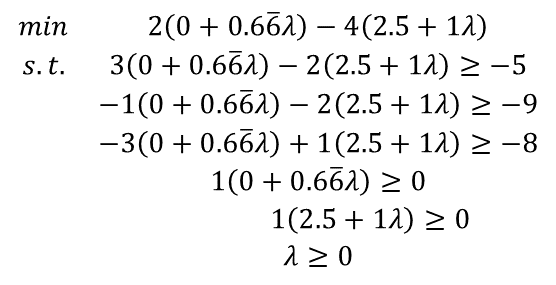 min 2(0 + 0.66̅λ) − 4(2.5 + 1λ)
s.t. 3(0 + 0.66̅λ) − 2(2.5 + 1λ) ≥ −5
−1(0 + 0.66̅λ) − 2(2.5 + 1λ) ≥ −9
−3(0 + 0.66̅λ) + 1(2.5 + 1λ) ≥ −8
1(0 + 0.66̅λ) ≥ 0
1(2.5 + 1λ) ≥ 0
λ ≥ 0